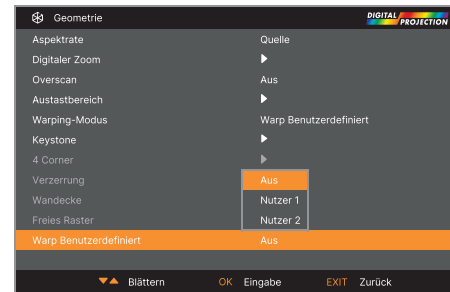 Geometrie
DIGITAL PROJECTION
Aspektrate Quelle
Digitaler Zoom
Overscan Aus
Austastbereich
Warping-Modus Warp Benutzerdefiniert
Keystone
4 Corner
Verzerrung Aus
Wandecke Nutzer 1
Freies Raster Nutzer 2
Warp Benutzerdefiniert Aus
Blättern OK Eingabe EXIT Zurück